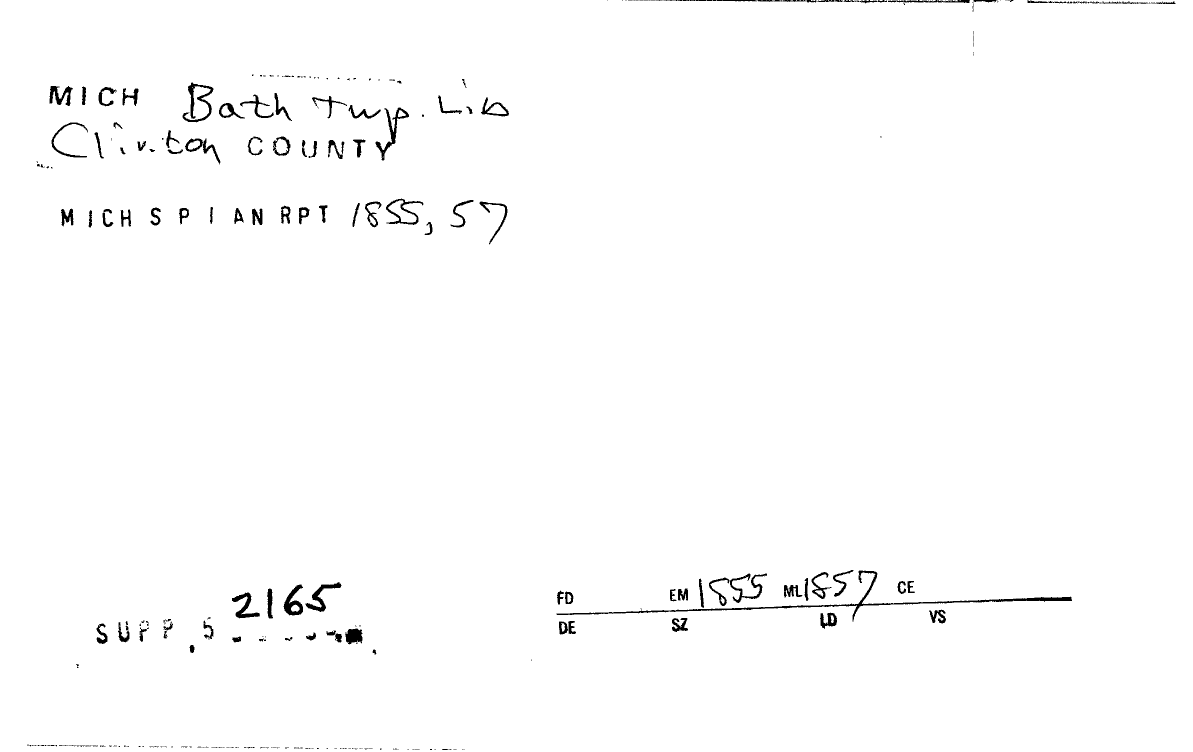 MICH Bath Twp. Lib
Clinton COUNTY
MICH S P I AN RPT 1855, 57
2165
SUPP. 5
FD EM 1855 ML 1857 CE
DE SZ LD VS